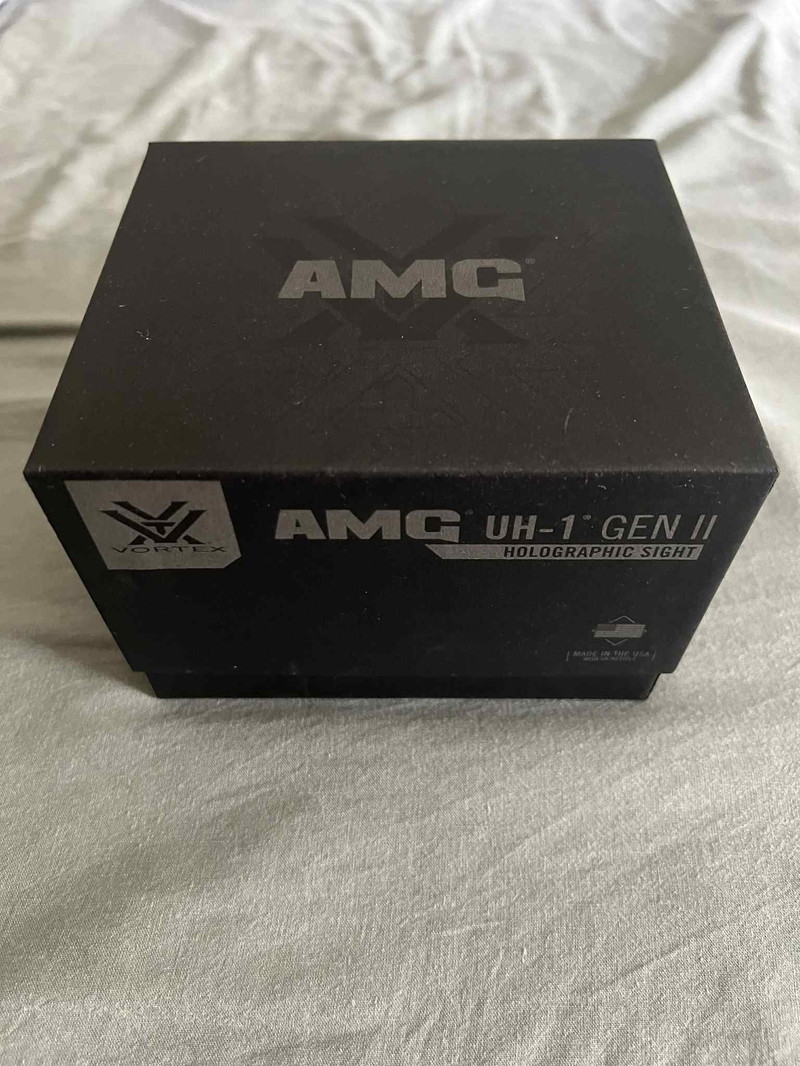 AMG®
VORTEX®
AMG® UH-1® GEN II
HOLOGRAPHIC SIGHT
MADE IN THE USA